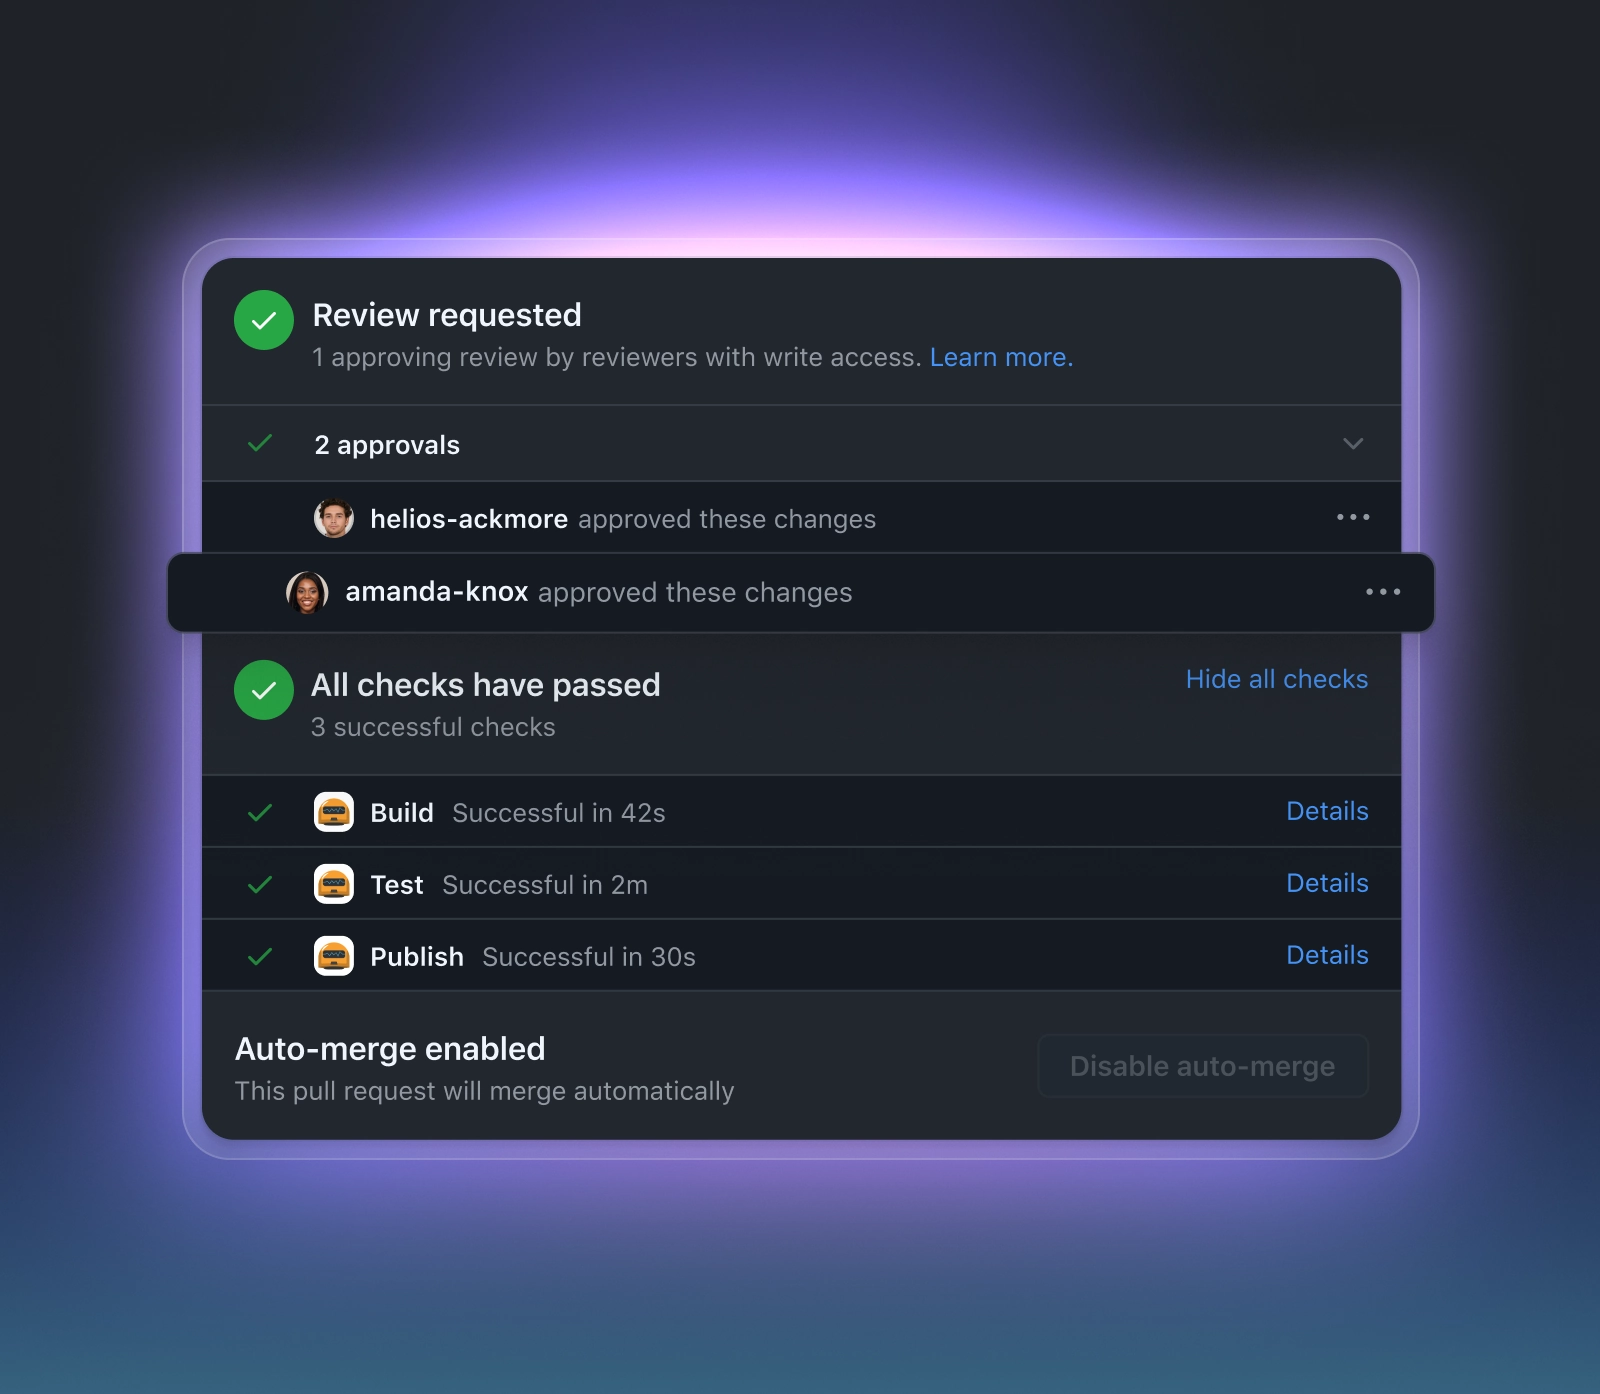 Review requested
1 approving review by reviewers with write access. Learn more.
2 approvals
helios-ackmore approved these changes
amanda-knox approved these changes
All checks have passed
Hide all checks
3 successful checks
Build Successful in 42s Details
Test Successful in 2m Details
Publish Successful in 30s Details
Auto-merge enabled
Disable auto-merge
This pull request will merge automatically